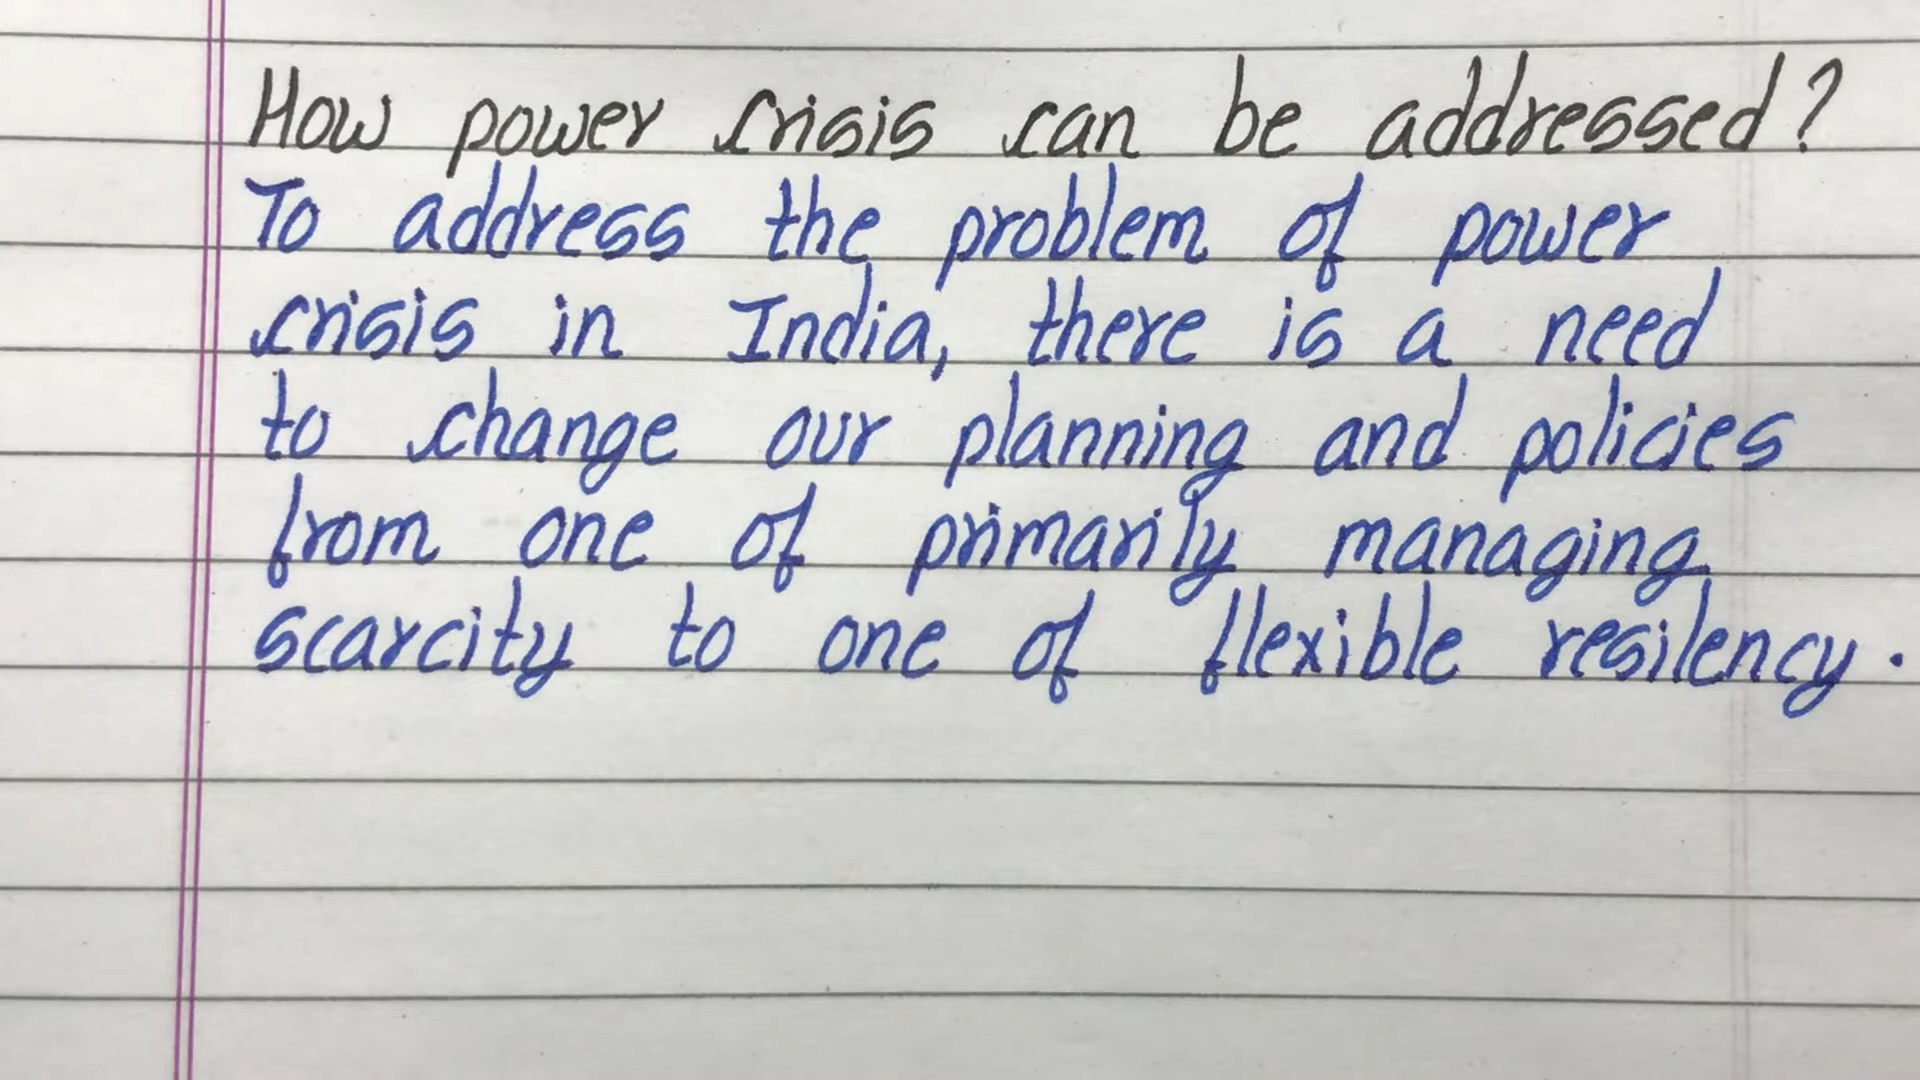 How power crisis can be addressed?
To address the problem of power
crisis in India, there is a need
to change our planning and policies
from one of primarily managing
scarcity to one of flexible resilency.